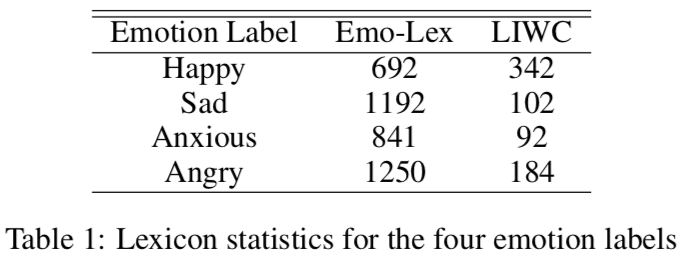 Emotion Label Emo-Lex LIWC
Happy 692 342
Sad 1192 102
Anxious 841 92
Angry 1250 184
Table 1: Lexicon statistics for the four emotion labels